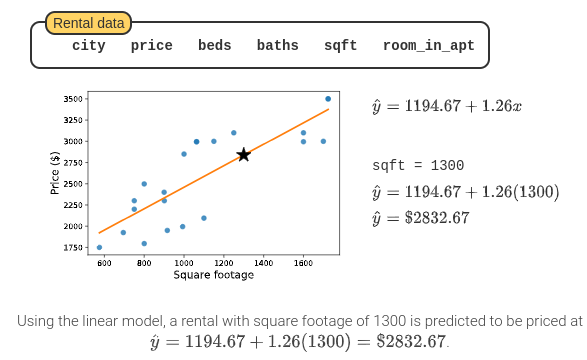 Rental data
city price beds baths sqft room_in_apt
3500
3250
3000
2750
2500
2250
2000
1750
Price ($)
600 800 1000 1200 1400 1600
Square footage
ŷ = 1194.67 + 1.26x
sqft = 1300
ŷ = 1194.67 + 1.26(1300)
ŷ = $2832.67
Using the linear model, a rental with square footage of 1300 is predicted to be priced at
ŷ = 1194.67 + 1.26(1300) = $2832.67.